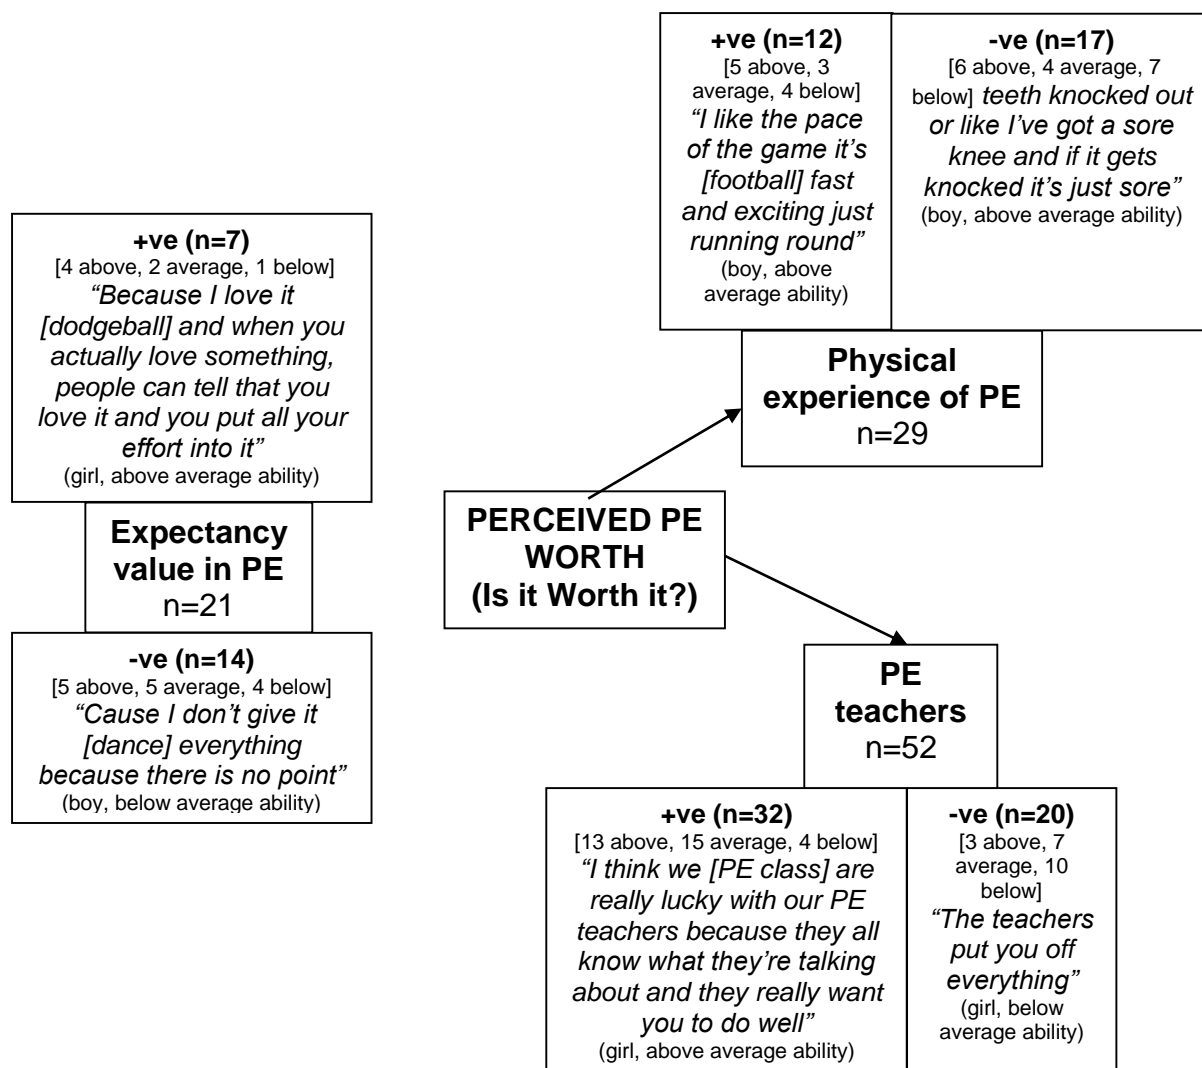 +ve (n=12)
[5 above, 3
average, 4 below]
“I like the pace
of the game it’s
[football] fast
and exciting just
running round”
(boy, above
average ability)
-ve (n=17)
[6 above, 4 average, 7
below] teeth knocked out
or like I’ve got a sore
knee and if it gets
knocked it’s just sore”
(boy, above average ability)
Physical
experience of PE
n=29
+ve (n=7)
[4 above, 2 average, 1 below]
“Because I love it
[dodgeball] and when you
actually love something,
people can tell that you
love it and you put all your
effort into it”
(girl, above average ability)
Expectancy
value in PE
n=21
-ve (n=14)
[5 above, 5 average, 4 below]
“Cause I don’t give it
[dance] everything
because there is no point”
(boy, below average ability)
PERCEIVED PE
WORTH
(Is it Worth it?)
PE
teachers
n=52
+ve (n=32)
[13 above, 15 average, 4 below]
“I think we [PE class] are
really lucky with our PE
teachers because they all
know what they’re talking
about and they really want
you to do well”
(girl, above average ability)
-ve (n=20)
[3 above, 7
average, 10
below]
“The teachers
put you off
everything”
(girl, below
average ability)